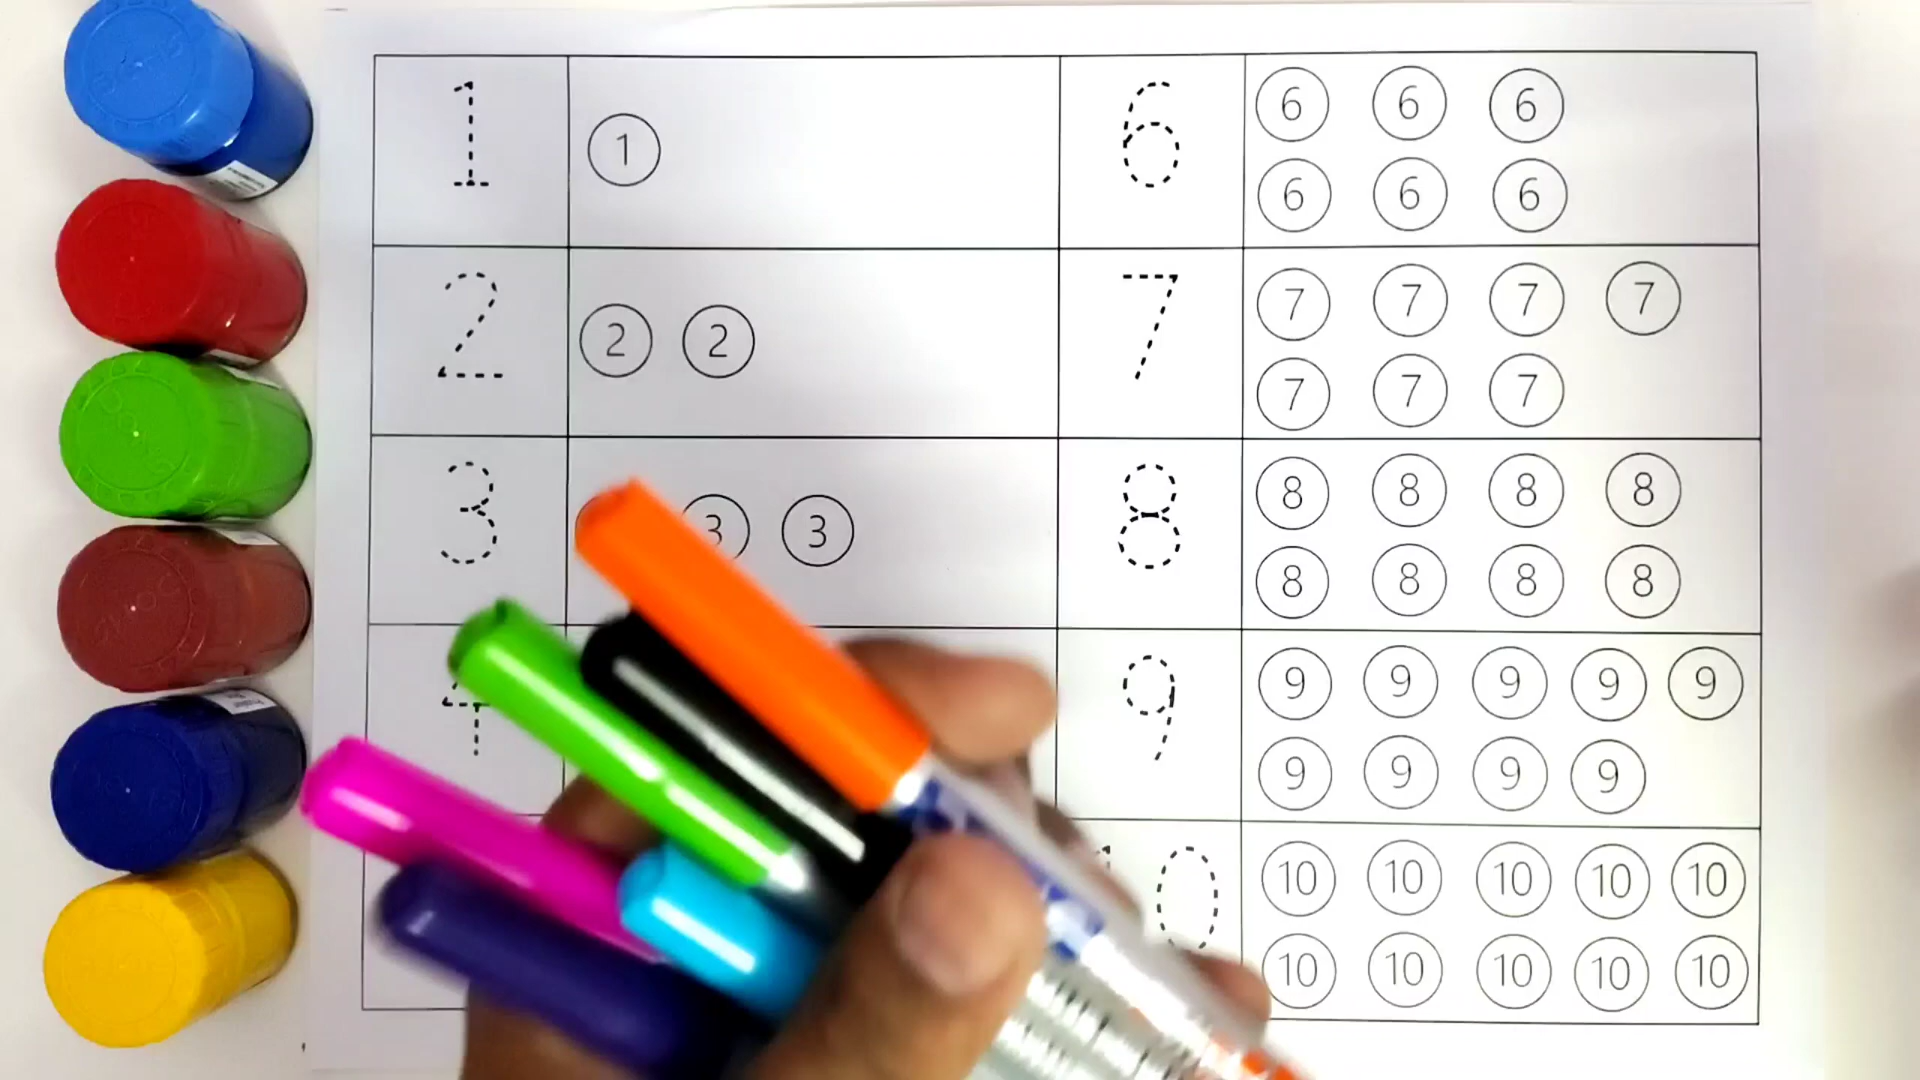 1 1 6 6 6 6
6 6 6
2 2 2 7 7 7 7 7
7 7 7
3 3 3 8 8 8 8 8
8 8 8 8
4 9 9 9 9 9 9
9 9 9 9
10 10 10 10 10 10
10 10 10 10 10